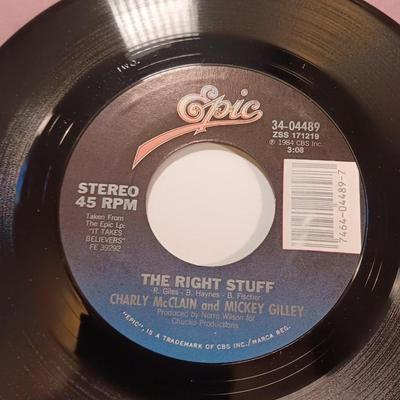 Epic
34-04489
ZSS 171219
℗ 1984 CBS Inc.
3:08
STEREO
45 RPM
Taken From
The Epic Lp:
"IT TAKES
BELIEVERS"
FE 39292
7464-04489-7
THE RIGHT STUFF
R. Giles - B. Haynes - B. Fischer
CHARLY McCLAIN and MICKEY GILLEY
Produced by Norro Wilson for
Chucko Productions
"EPIC", IS A TRADEMARK OF CBS INC./MARCA REG.